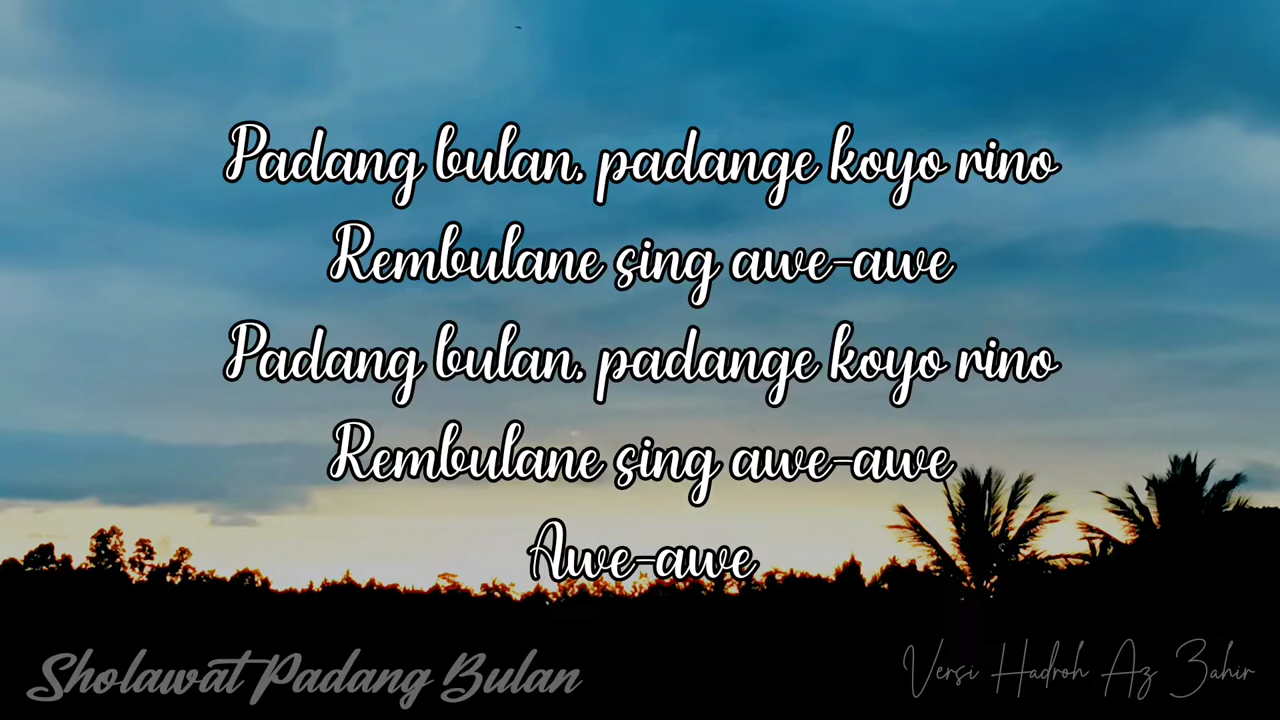 Padang bulan, padange koyo rino
Rembulane sing awe-awe
Padang bulan, padange koyo rino
Rembulane sing awe-awe
Awe-awe
Sholawat Padang Bulan
Versi Hadroh Az Zahir